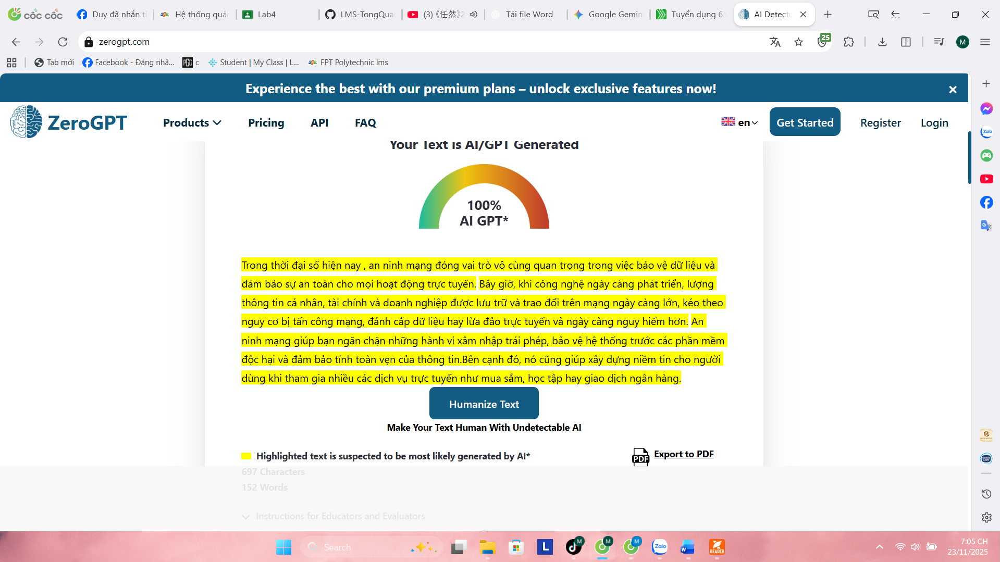 cốc cốc
Duy đã nhắn ti
Hệ thống quản
Lab4
LMS-TongQua
(3)《任然》2
Tải file Word
Google Gemin
Tuyển dụng 6
AI Detecto
zerogpt.com
25
M
Tab mới
Facebook - Đăng nhậ...
PGG
c
Student | My Class | L...
FPT Polytechnic lms
Experience the best with our premium plans – unlock exclusive features now!
ZeroGPT
Products
Pricing
API
FAQ
en
Get Started
Register
Login
Your Text is AI/GPT Generated
100%
AI GPT*
Trong thời đại số hiện nay , an ninh mạng đóng vai trò vô cùng quan trọng trong việc bảo vệ dữ liệu và
đảm bảo sự an toàn cho mọi hoạt động trực tuyến. Bây giờ, khi công nghệ ngày càng phát triển, lượng
thông tin cá nhân, tài chính và doanh nghiệp được lưu trữ và trao đổi trên mạng ngày càng lớn, kéo theo
nguy cơ bị tấn công mạng, đánh cắp dữ liệu hay lừa đảo trực tuyến và ngày càng nguy hiểm hơn. An
ninh mạng giúp bạn ngăn chặn những hành vi xâm nhập trái phép, bảo vệ hệ thống trước các phần mềm
độc hại và đảm bảo tính toàn vẹn của thông tin.Bên cạnh đó, nó cũng giúp xây dựng niềm tin cho người
dùng khi tham gia nhiều các dịch vụ trực tuyến như mua sắm, học tập hay giao dịch ngân hàng.
Humanize Text
Make Your Text Human With Undetectable AI
Highlighted text is suspected to be most likely generated by AI*
PDF
Export to PDF
697 Characters
152 Words
Instructions for Educators and Evaluators
Zalo
Search
L
M
M
M
Zalo
W
READER
7:05 CH
23/11/2025